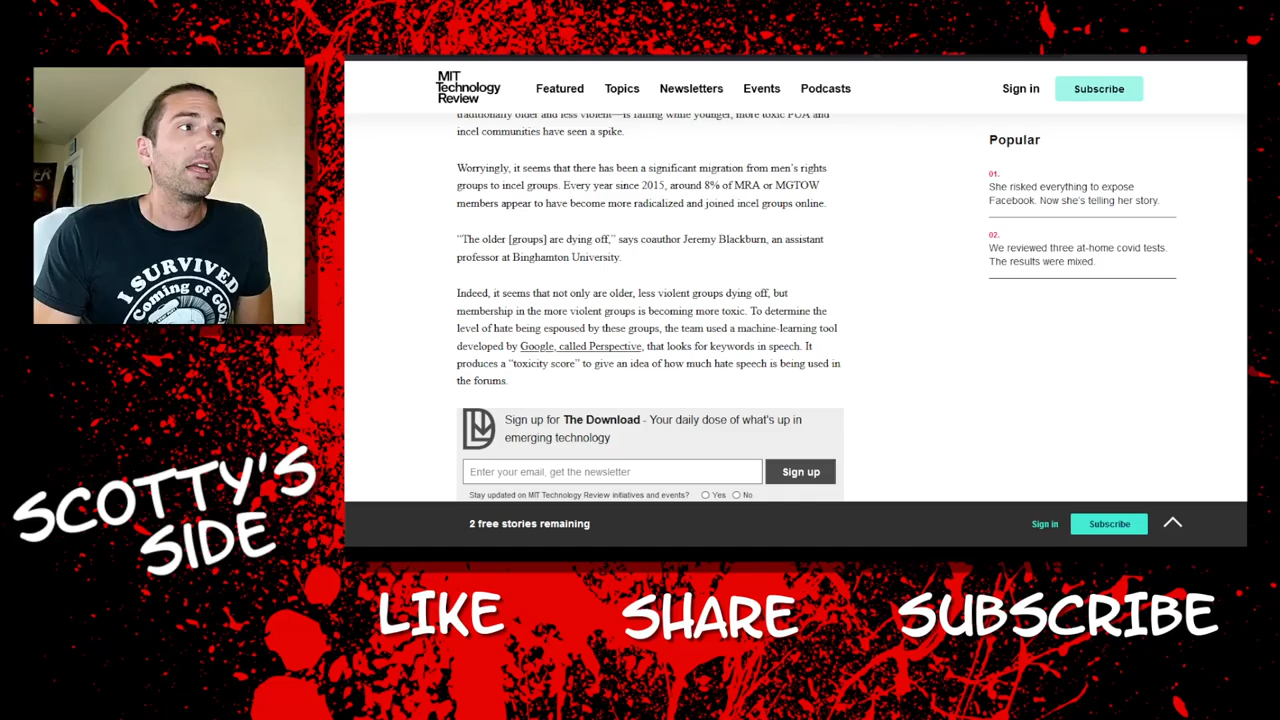 MIT
Technology
Review
Featured
Topics
Newsletters
Events
Podcasts
Sign in
Subscribe
traditionally older and less violent—is falling while younger, more toxic PUA and
incel communities have seen a spike.
Worryingly, it seems that there has been a significant migration from men's rights
groups to incel groups. Every year since 2015, around 8% of MRA or MGTOW
members appear to have become more radicalized and joined incel groups online.
“The older [groups] are dying off,” says coauthor Jeremy Blackburn, an assistant
professor at Binghamton University.
Indeed, it seems that not only are older, less violent groups dying off, but
membership in the more violent groups is becoming more toxic. To determine the
level of hate being espoused by these groups, the team used a machine-learning tool
developed by Google, called Perspective, that looks for keywords in speech. It
produces a “toxicity score” to give an idea of how much hate speech is being used in
the forums.
Sign up for The Download - Your daily dose of what's up in
emerging technology
Enter your email, get the newsletter
Sign up
Stay updated on MIT Technology Review initiatives and events?
Yes
No
Popular
01.
She risked everything to expose
Facebook. Now she's telling her story.
02.
We reviewed three at-home covid tests.
The results were mixed.
2 free stories remaining
Sign in
Subscribe
I SURVIVED
Coming of
SCOTTY'S
SIDE
LIKE
SHARE
SUBSCRIBE